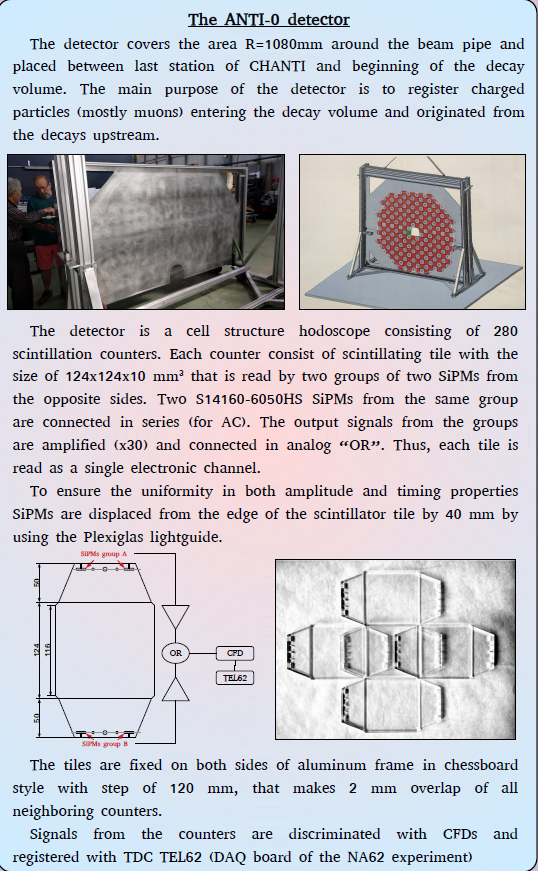 The ANTI-0 detector
The detector covers the area R=1080mm around the beam pipe and
placed between last station of CHANTI and beginning of the decay
volume. The main purpose of the detector is to register charged
particles (mostly muons) entering the decay volume and originated from
the decays upstream.
The detector is a cell structure hodoscope consisting of 280
scintillation counters. Each counter consist of scintillating tile with the
size of 124x124x10 mm³ that is read by two groups of two SiPMs from
the opposite sides. Two S14160-6050HS SiPMs from the same group
are connected in series (for AC). The output signals from the groups
are amplified (x30) and connected in analog “OR”. Thus, each tile is
read as a single electronic channel.
To ensure the uniformity in both amplitude and timing properties
SiPMs are displaced from the edge of the scintillator tile by 40 mm by
using the Plexiglas lightguide.
SiPMs group A
50
124
116
50
OR
CFD
TEL62
SiPMs group B
The tiles are fixed on both sides of aluminum frame in chessboard
style with step of 120 mm, that makes 2 mm overlap of all
neighboring counters.
Signals from the counters are discriminated with CFDs and
registered with TDC TEL62 (DAQ board of the NA62 experiment)